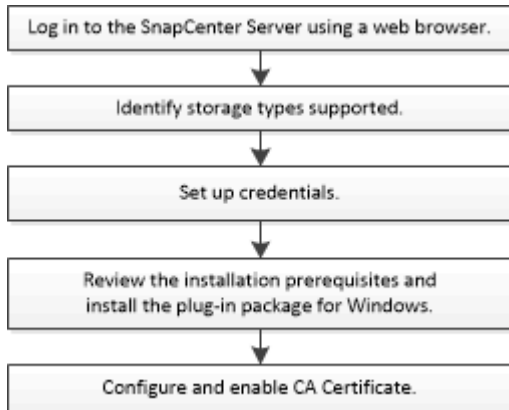 Log in to the SnapCenter Server using a web browser.
Identify storage types supported.
Set up credentials.
Review the installation prerequisites and
install the plug-in package for Windows.
Configure and enable CA Certificate.